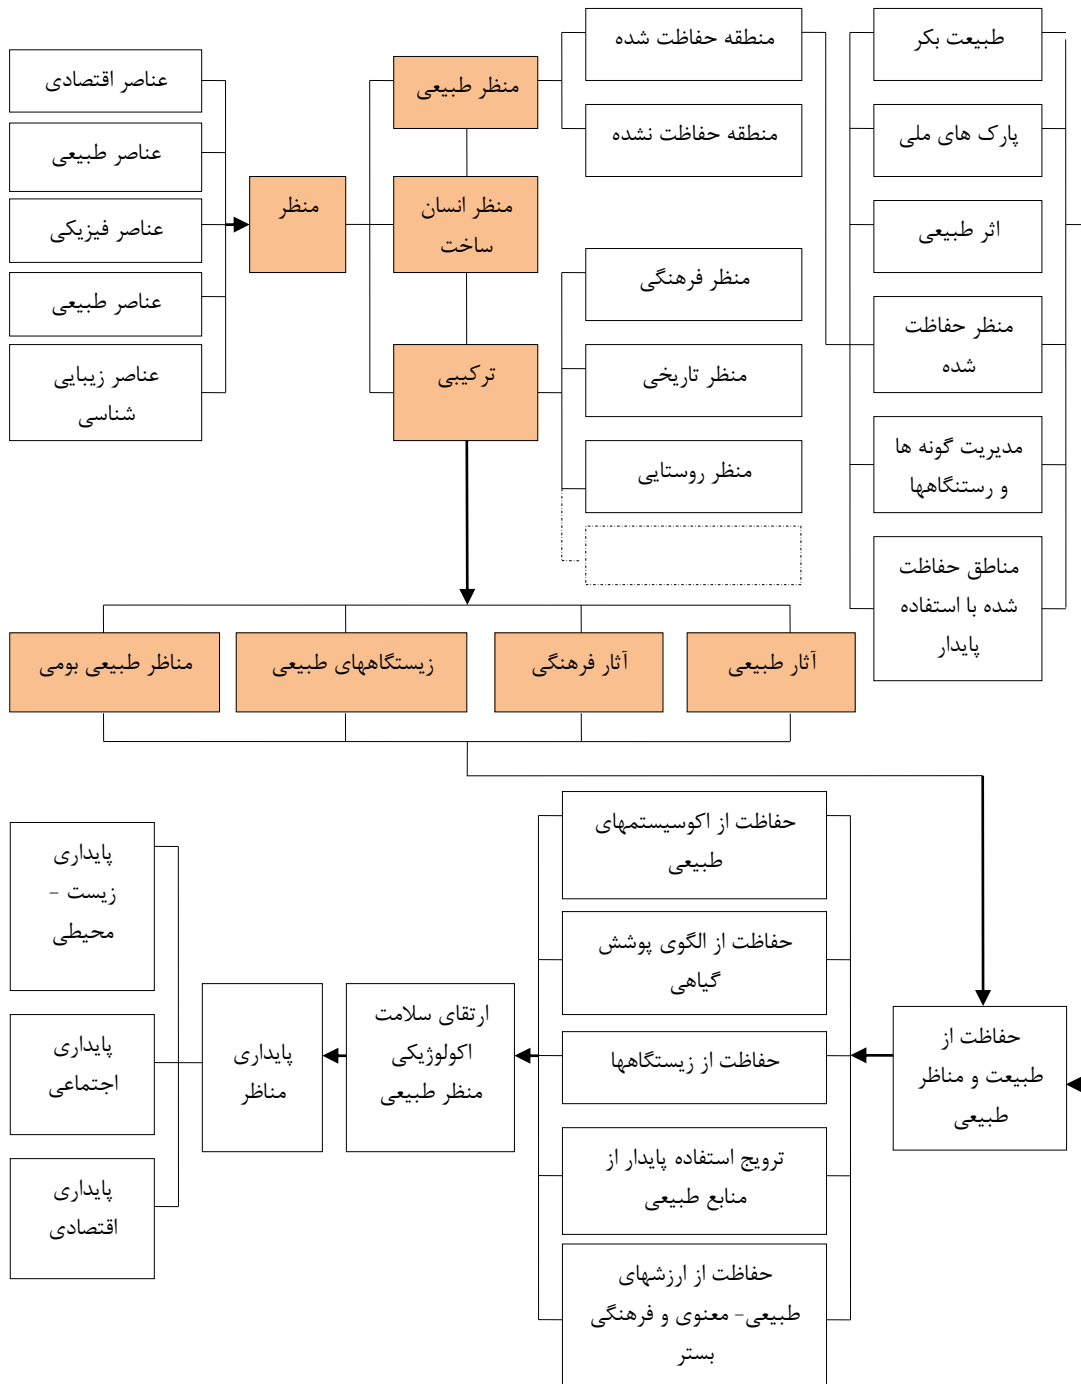 طبیعت بکر
پارک های ملی
اثر طبیعی
منظر حفاظت
شده
مدیریت گونه ها
و رستنگاهها
مناطق حفاظت
شده با استفاده
پایدار
منطقه حفاظت شده
منطقه حفاظت نشده
منظر فرهنگی
منظر تاریخی
منظر روستایی
منظر طبیعی
منظر انسان
ساخت
ترکیبی
منظر
عناصر اقتصادی
عناصر طبیعی
عناصر فیزیکی
عناصر طبیعی
عناصر زیبایی
شناسی
آثار طبیعی
آثار فرهنگی
زیستگاههای طبیعی
مناظر طبیعی بومی
حفاظت از
طبیعت و مناظر
طبیعی
حفاظت از اکوسیستمهای
طبیعی
حفاظت از الگوی پوشش
گیاهی
حفاظت از زیستگاهها
ترویج استفاده پایدار از
منابع طبیعی
حفاظت از ارزشهای
طبیعی- معنوی و فرهنگی
بستر
ارتقای سلامت
اکولوژیکی
منظر طبیعی
پایداری
مناظر
پایداری
زیست -
محیطی
پایداری
اجتماعی
پایداری
اقتصادی